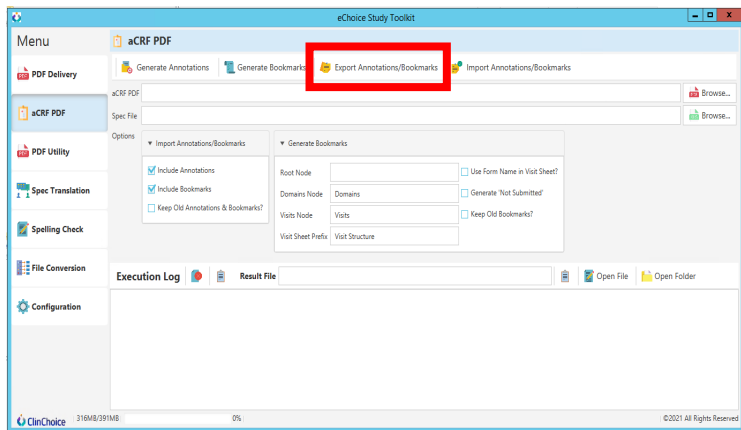 eChoice Study Toolkit
Menu
aCRF PDF
PDF Delivery
Generate Annotations Generate Bookmarks Export Annotations/Bookmarks Import Annotations/Bookmarks
aCRF PDF Browse...
aCRF PDF
Spec File Browse...
Options
Import Annotations/Bookmarks
Include Annotations
Include Bookmarks
Keep Old Annotations & Bookmarks?
Generate Bookmarks
Root Node Use Form Name in Visit Sheet?
Domains Node Domains Generate 'Not Submitted'
Visits Node Visits Keep Old Bookmarks?
Visit Sheet Prefix Visit Structure
PDF Utility
Spec Translation
Spelling Check
File Conversion
Configuration
Execution Log Result File Open File Open Folder
ClinChoice 316MB/391MB 0% ©2021 All Rights Reserved